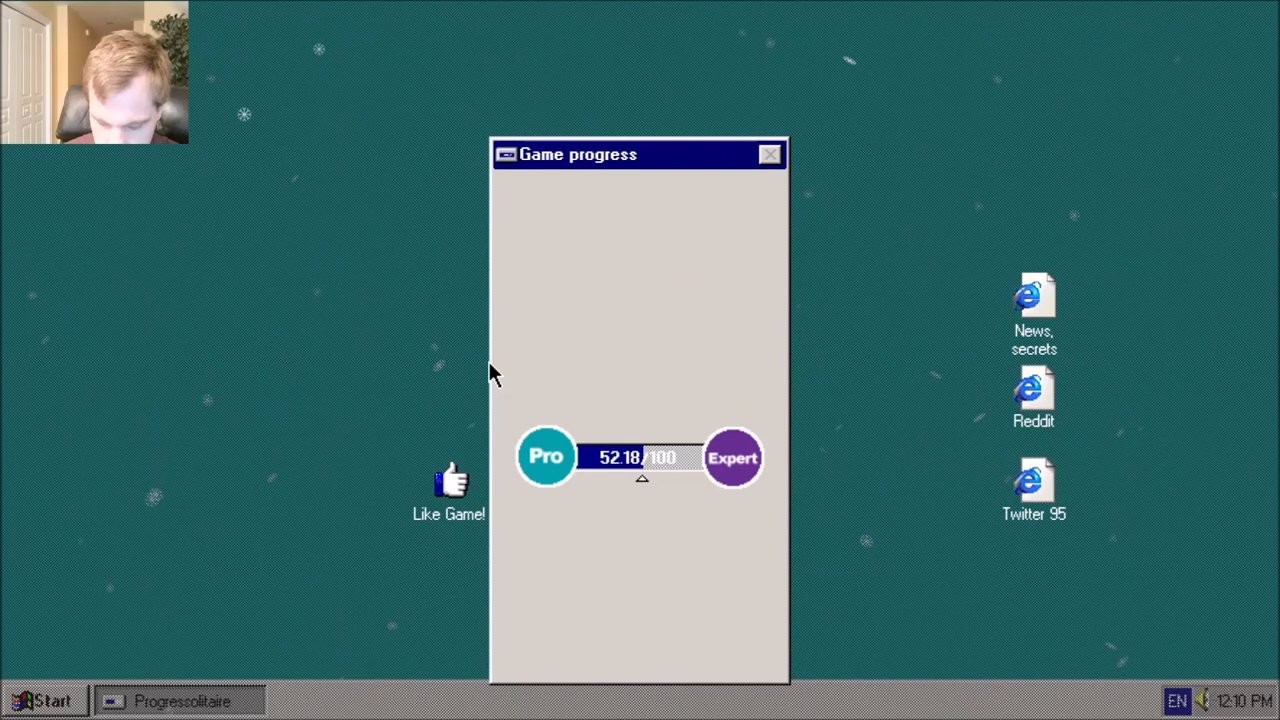 Game progress
News,
secrets
Reddit
Pro
52.18/100
Expert
Like Game!
Twitter 95
Start
Progressolitaire
EN
12:10 PM